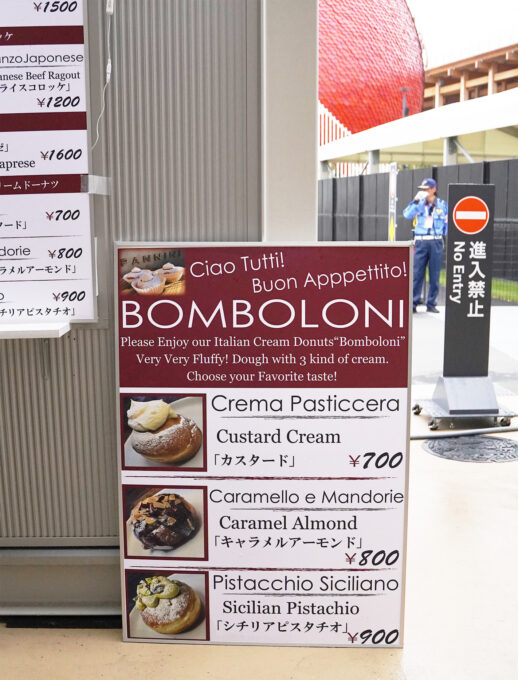 ¥1500
ッケ
nzoJaponese
anese Beef Ragout
ライスコロッケ」
¥1200
¥1600
aprese
ームドーナツ
¥700
ード」
dorie
¥800
ラメルアーモンド」
¥900
チリアピスタチオ」
PANNINI
Ciao Tutti!
Buon Apppettito!
BOMBOLONI
Please Enjoy our Italian Cream Donuts“Bomboloni”
Very Very Fluffy! Dough with 3 kind of cream.
Choose your Favorite taste!
Crema Pasticcera
Custard Cream
「カスタード」 ¥700
Caramello e Mandorie
Caramel Almond
「キャラメルアーモンド」
¥800
Pistacchio Siciliano
Sicilian Pistachio
「シチリアピスタチオ」
¥900
進入禁止
No Entry